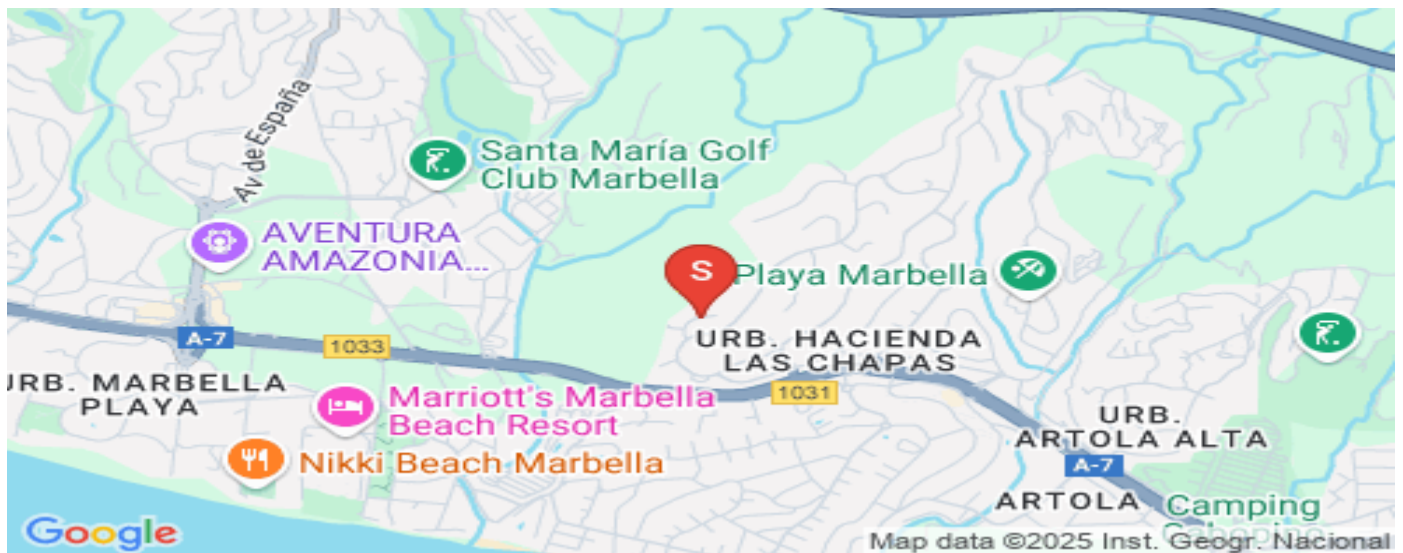 Av de España
Santa María Golf
Club Marbella
AVENTURA
AMAZONIA...
S
Playa Marbella
A-7
1033
URB. HACIENDA
LAS CHAPAS
URB. MARBELLA
PLAYA
Marriott's Marbella
Beach Resort
1031
URB.
ARTOLA ALTA
Nikki Beach Marbella
A-7
ARTOLA
Camping
Google
Map data ©2025 Inst. Geogr. Nacional